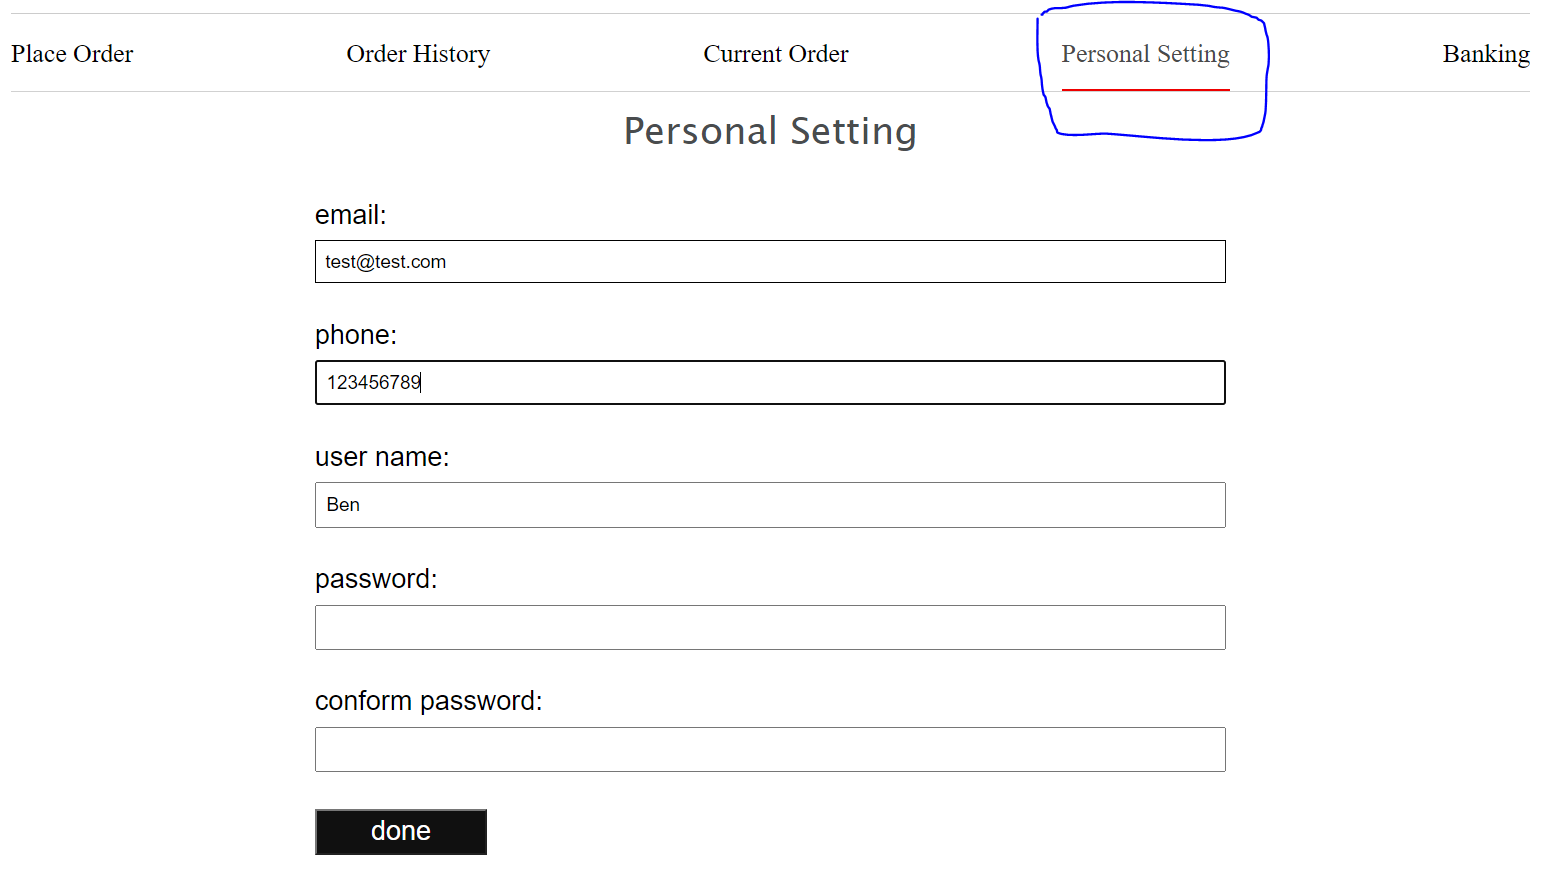 Place Order Order History Current Order Personal Setting Banking
Personal Setting
email:
test@test.com
phone:
123456789
user name:
Ben
password:
conform password:
done